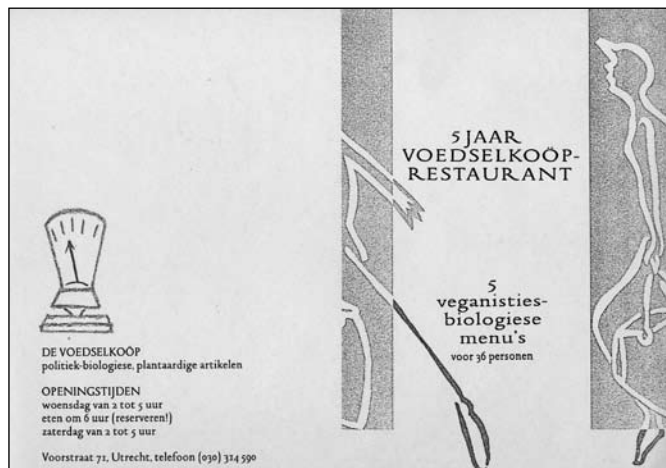 5 JAAR
VOEDSELKOÖP-
RESTAURANT
5
veganisties-
biologiese
menu's
voor 36 personen
DE VOEDSELKOÖP
politiek-biologiese, plantaardige artikelen
OPENINGSTIJDEN
woensdag van 2 tot 5 uur
eten om 6 uur (reserveren!)
zaterdag van 2 tot 5 uur
Voorstraat 71, Utrecht, telefoon (030) 314 590